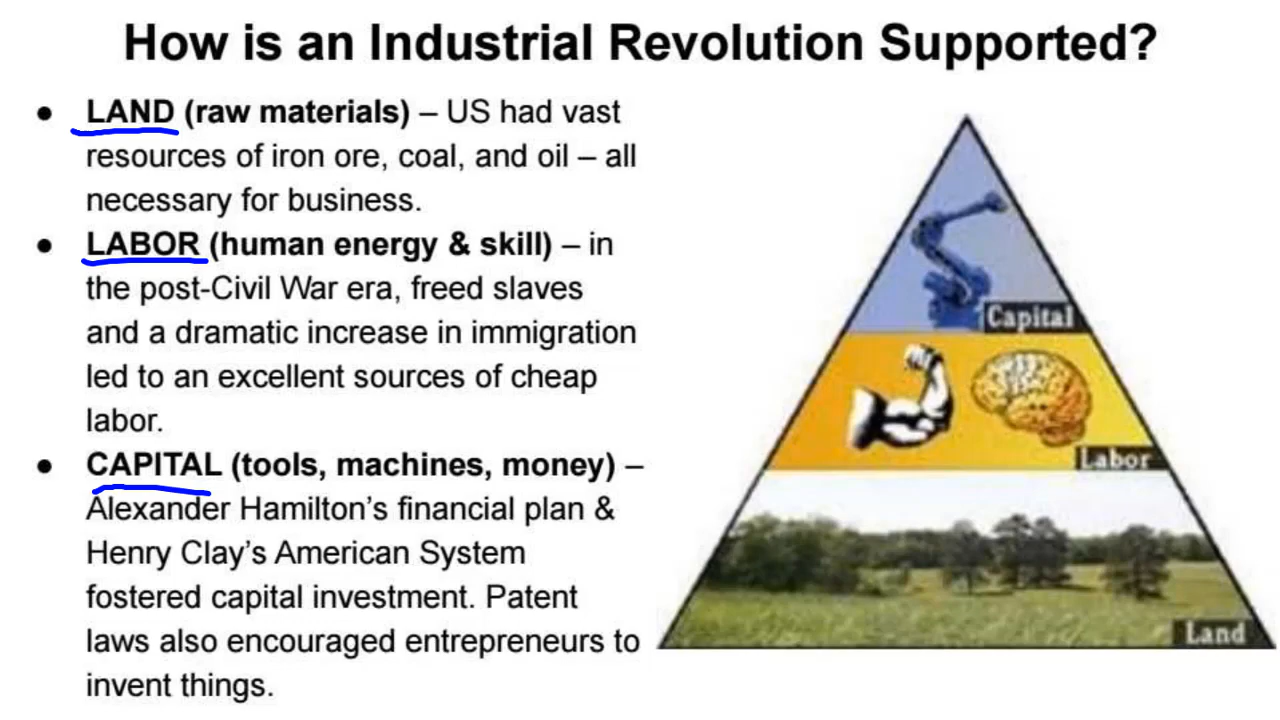 How is an Industrial Revolution Supported?
● LAND (raw materials) – US had vast
resources of iron ore, coal, and oil – all
necessary for business.
● LABOR (human energy & skill) – in
the post-Civil War era, freed slaves
and a dramatic increase in immigration
led to an excellent sources of cheap
labor.
● CAPITAL (tools, machines, money) –
Alexander Hamilton’s financial plan &
Henry Clay’s American System
fostered capital investment. Patent
laws also encouraged entrepreneurs to
invent things.
Capital
Labor
Land